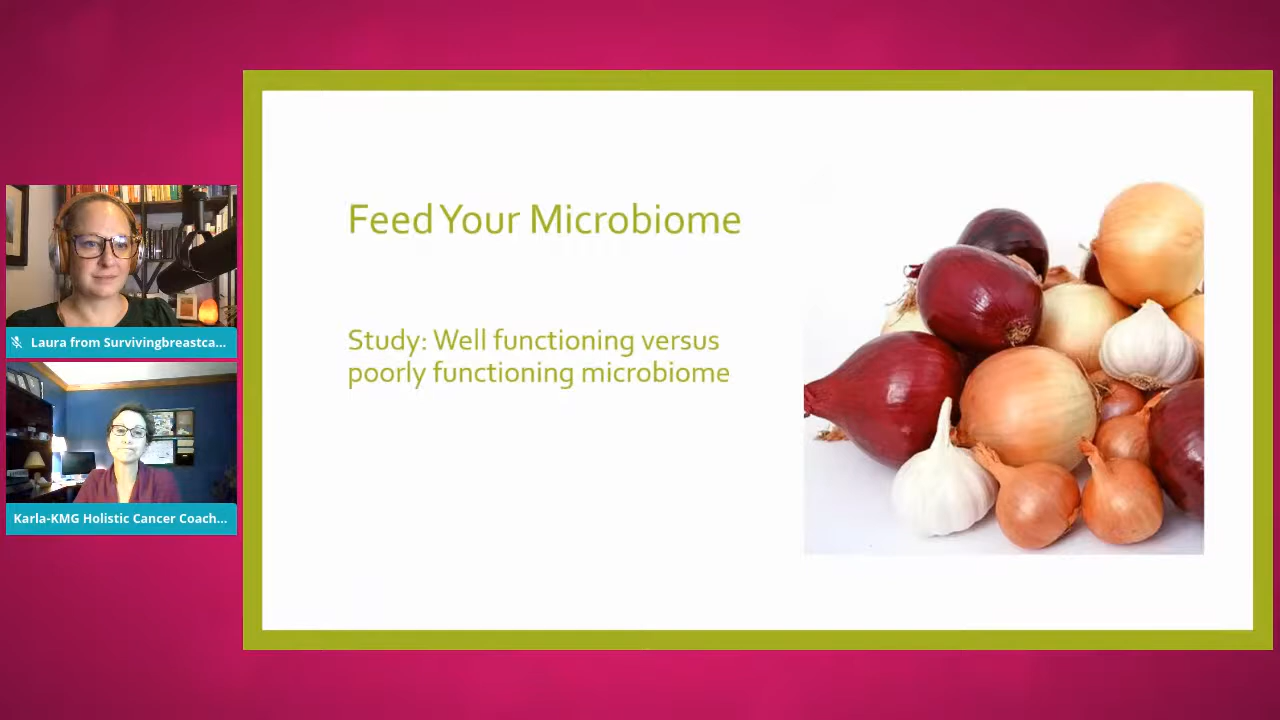 Feed Your Microbiome
Study: Well functioning versus
poorly functioning microbiome
Laura from Survivingbreastca...
Karla-KMG Holistic Cancer Coach...